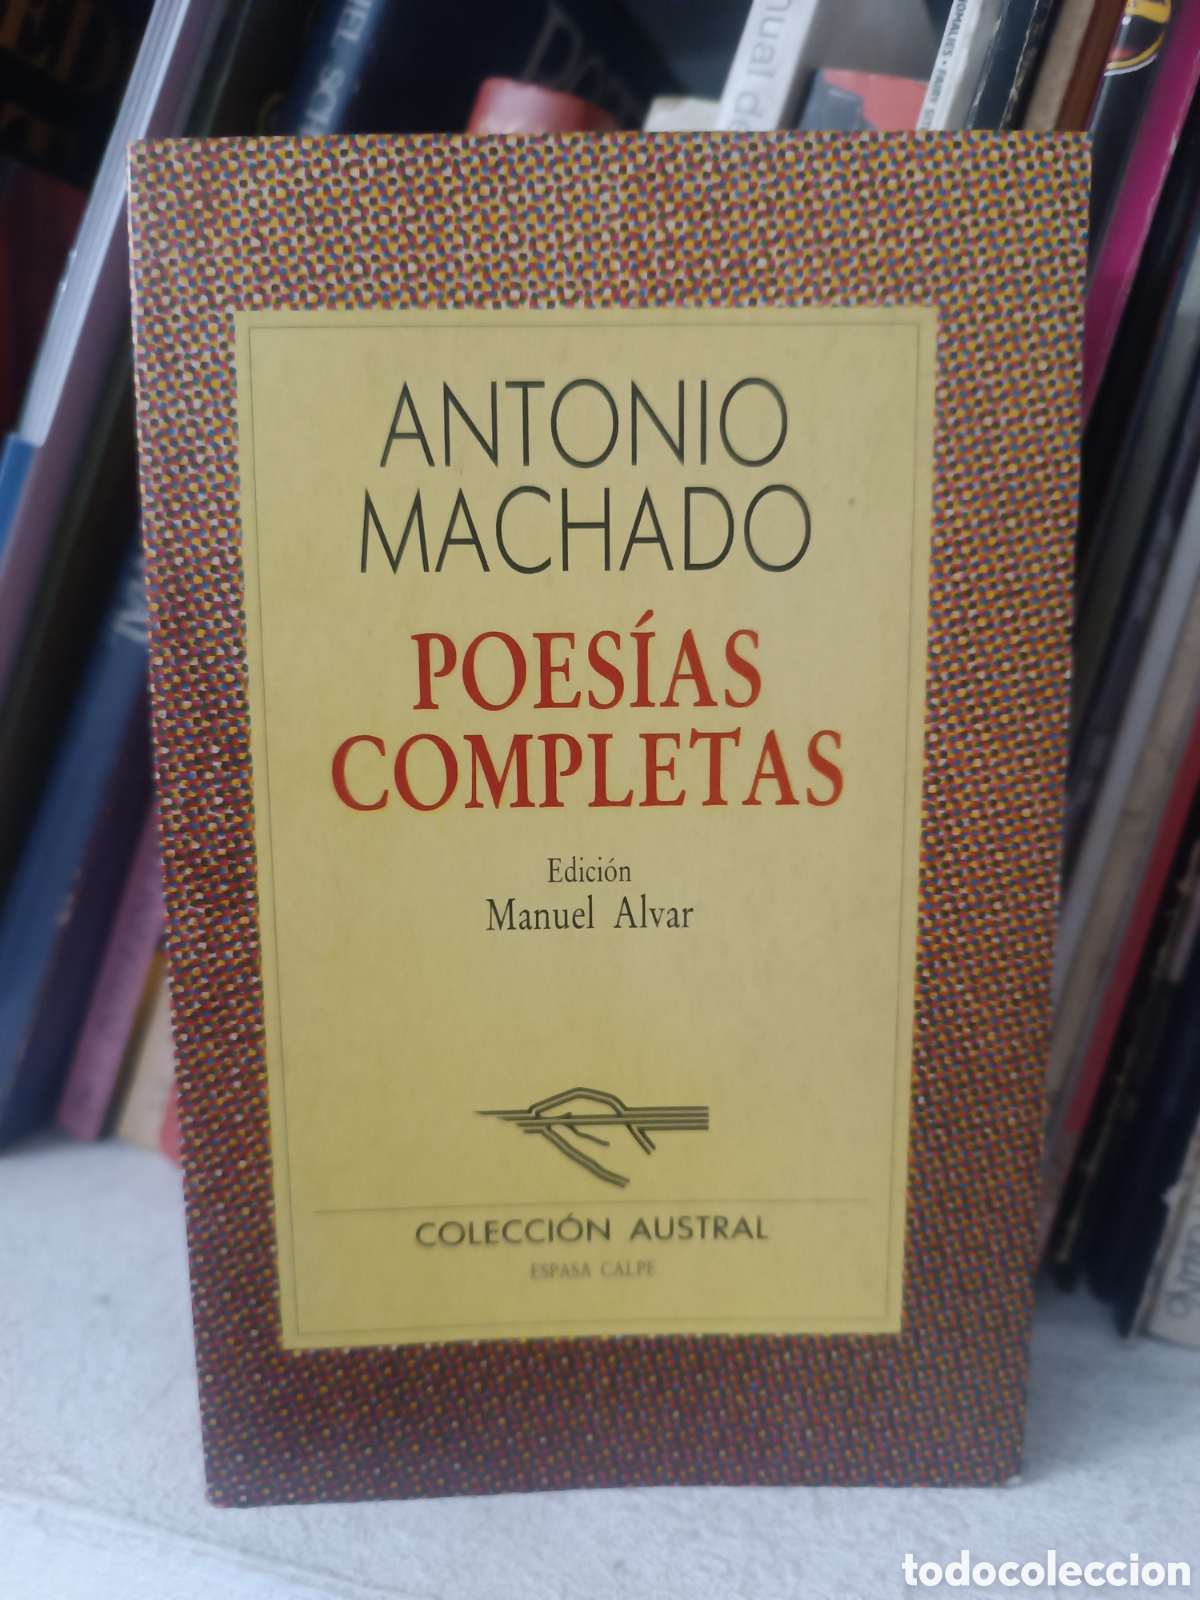 ANTONIO
MACHADO
POESÍAS
COMPLETAS
Edición
Manuel Alvar
COLECCIÓN AUSTRAL
ESPASA CALPE
todocoleccion